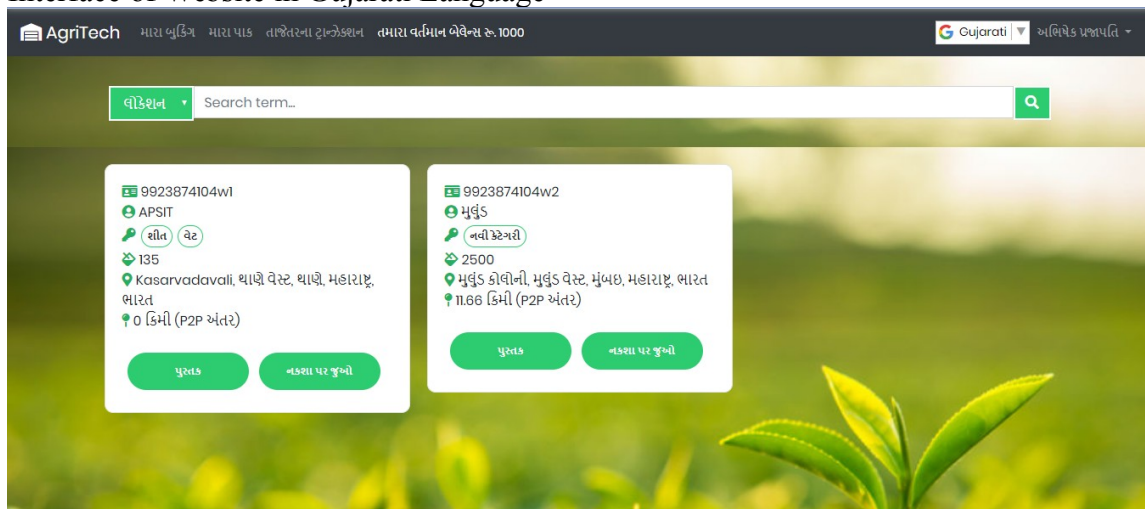 Interface of Website in Gujarati Language
AgriTech મારા બુકિંગ મારા પાક તાજેતરના ટ્રાન્ઝેક્શન તમારા વર્તમાન બેલેન્સ રૂ. 1000 Gujarati અભિષેક પ્રજાપતિ
લોકેશન Search term...
9923874104w1
APSIT
શીત વેટ
135
Kasarvadavali, થાણે વેસ્ટ, થાણે, મહારાષ્ટ્ર,
ભારત
0 કિમી (P2P અંતર)
પુસ્તક નકશા પર જુઓ
9923874104w2
મુલુંડ
નવી કેટેગરી
2500
મુલુંડ કોલોની, મુલુંડ વેસ્ટ, મુંબઇ, મહારાષ્ટ્ર, ભારત
11.66 કિમી (P2P અંતર)
પુસ્તક નકશા પર જુઓ